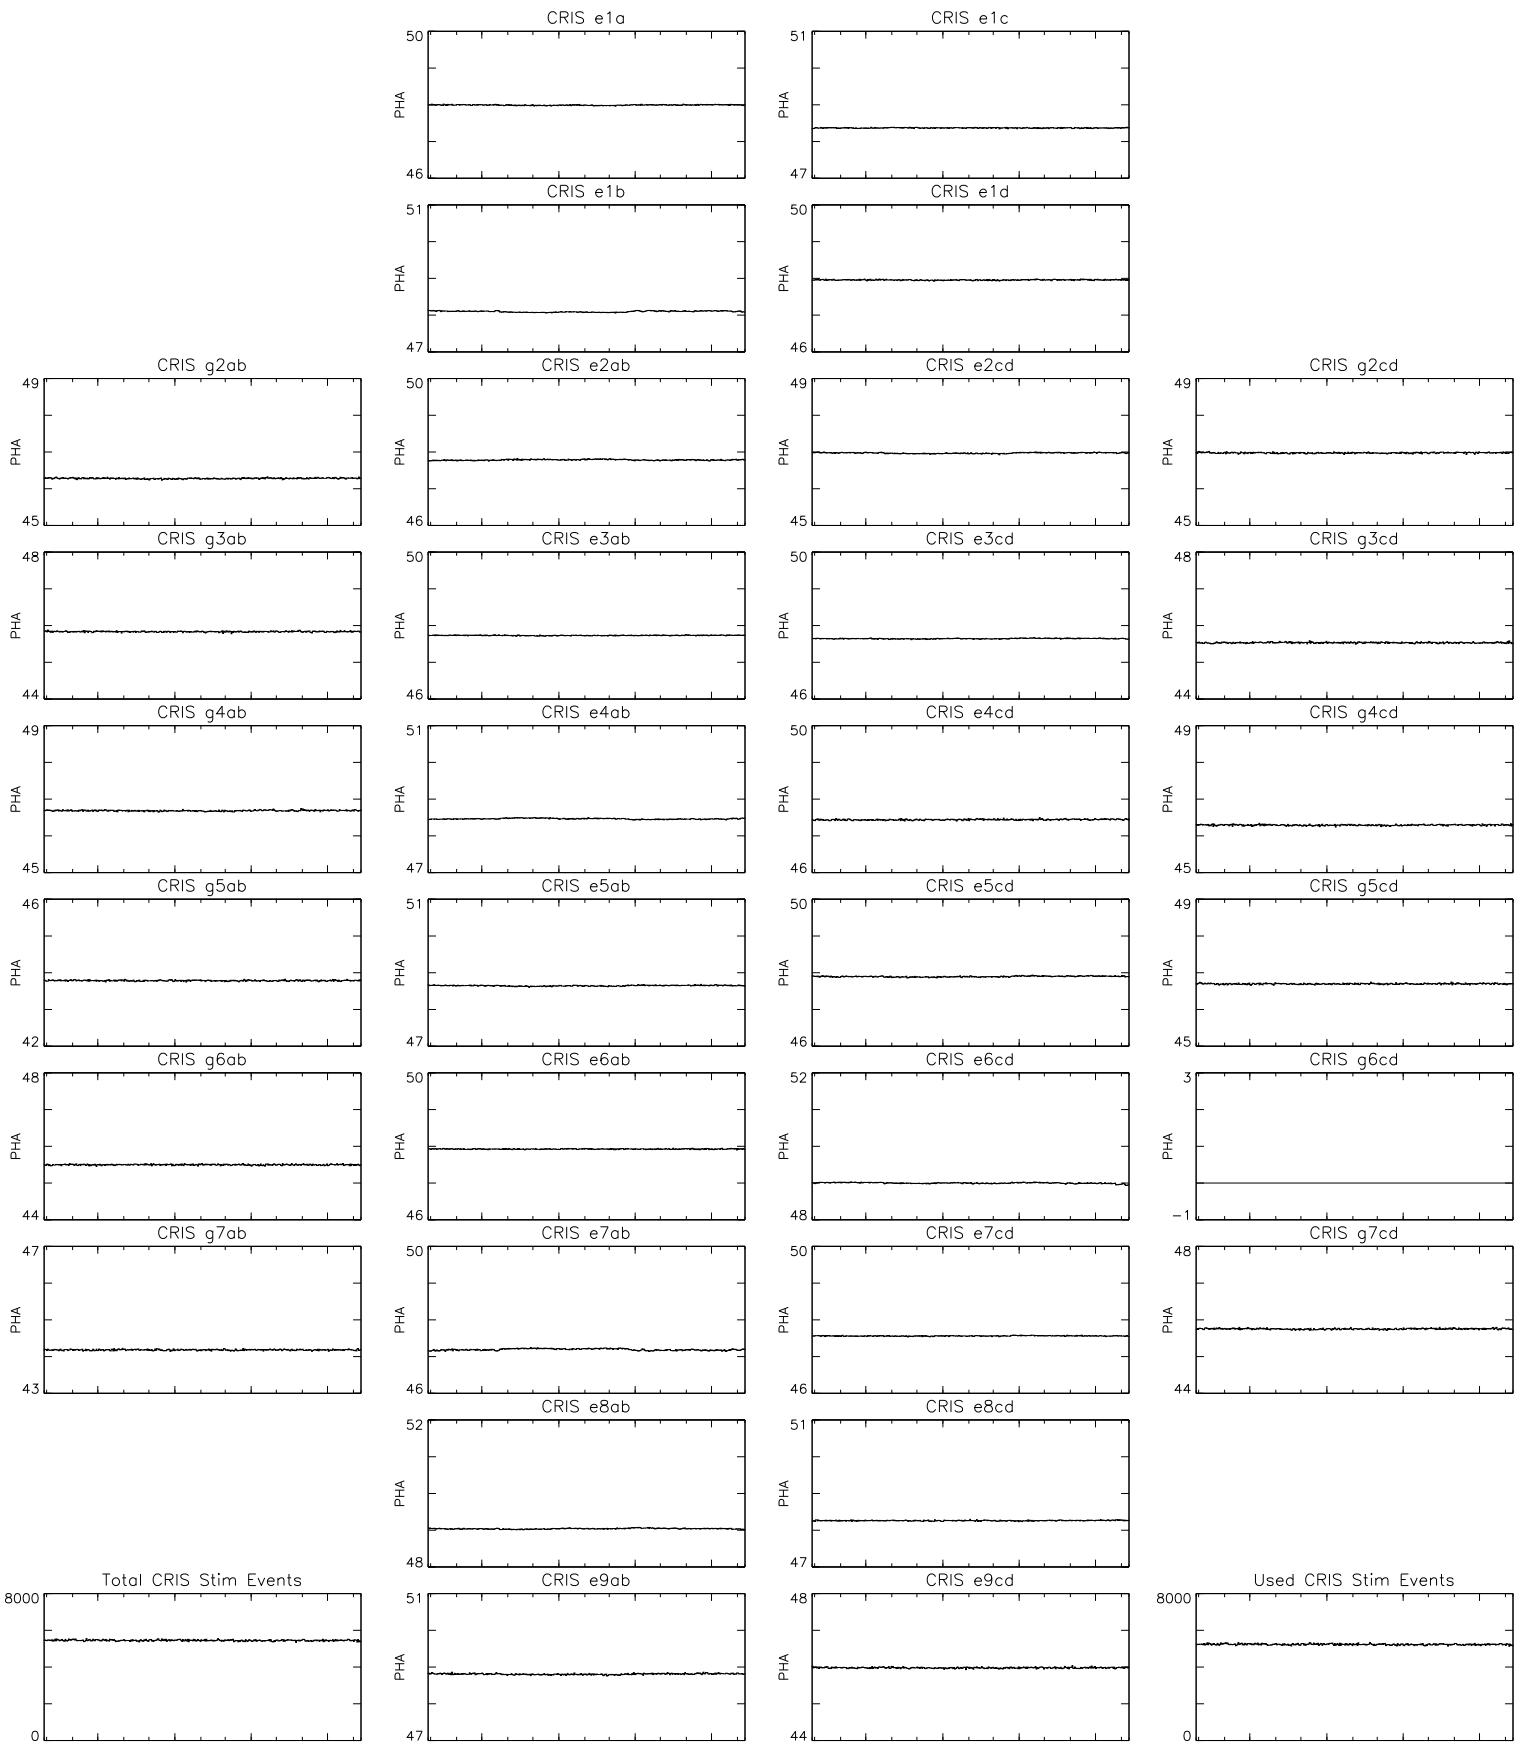 CRIS e1a CRIS e1c
50 51
PHA PHA
46 47
CRIS e1b CRIS e1d
51 50
PHA PHA
47 46
CRIS g2ab CRIS e2ab CRIS e2cd CRIS g2cd
49 50 49 49
PHA PHA PHA PHA
45 46 45 45
CRIS g3ab CRIS e3ab CRIS e3cd CRIS g3cd
48 50 50 48
PHA PHA PHA PHA
44 46 46 44
CRIS g4ab CRIS e4ab CRIS e4cd CRIS g4cd
49 51 50 49
PHA PHA PHA PHA
45 47 46 45
CRIS g5ab CRIS e5ab CRIS e5cd CRIS g5cd
46 51 50 49
PHA PHA PHA PHA
42 47 46 45
CRIS g6ab CRIS e6ab CRIS e6cd CRIS g6cd
48 50 52 3
PHA PHA PHA PHA
44 46 48 -1
CRIS g7ab CRIS e7ab CRIS e7cd CRIS g7cd
47 50 50 48
PHA PHA PHA PHA
43 46 46 44
CRIS e8ab CRIS e8cd
52 51
PHA PHA
48 47
Total CRIS Stim Events CRIS e9ab CRIS e9cd Used CRIS Stim Events
8000 51 48 8000
PHA PHA
0 47 44 0